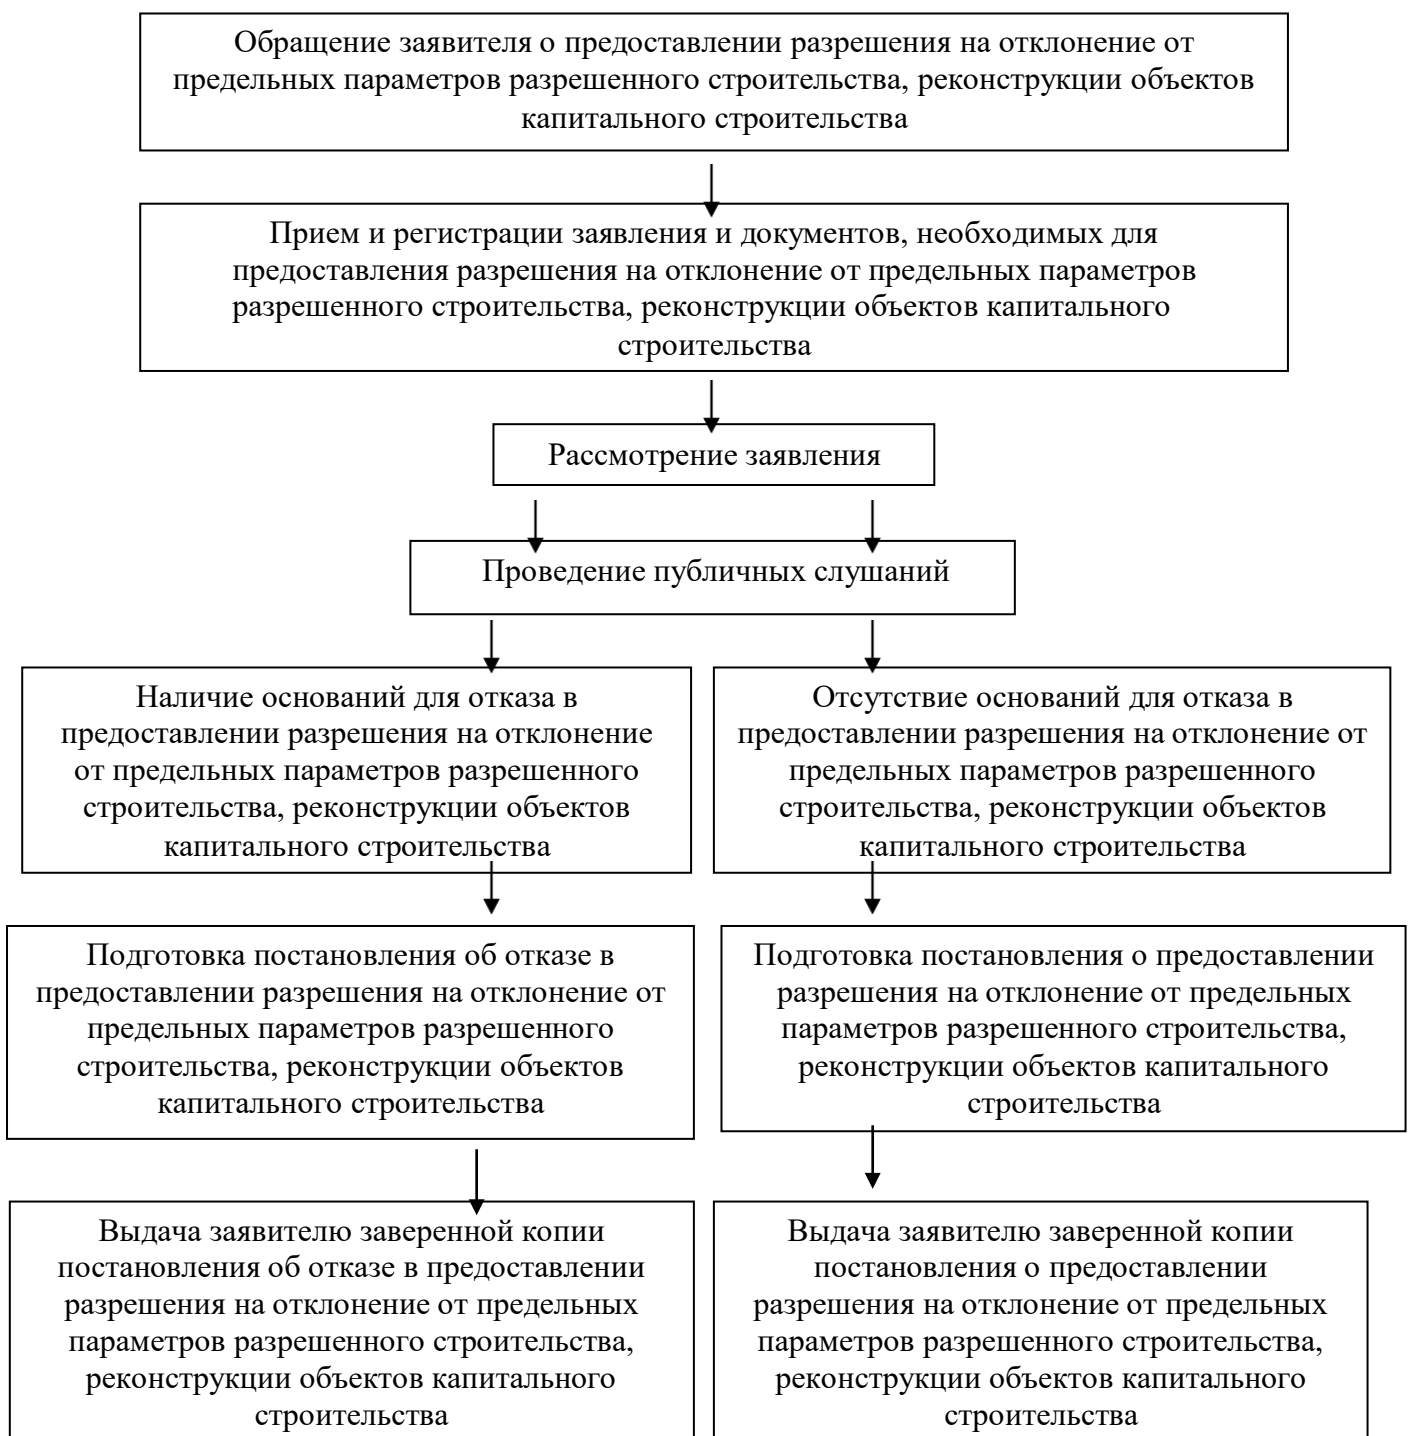 Обращение заявителя о предоставлении разрешения на отклонение от
предельных параметров разрешенного строительства, реконструкции объектов
капитального строительства
Прием и регистрации заявления и документов, необходимых для
предоставления разрешения на отклонение от предельных параметров
разрешенного строительства, реконструкции объектов капитального
строительства
Рассмотрение заявления
Проведение публичных слушаний
Наличие оснований для отказа в
предоставлении разрешения на отклонение
от предельных параметров разрешенного
строительства, реконструкции объектов
капитального строительства
Отсутствие оснований для отказа в
предоставлении разрешения на отклонение от
предельных параметров разрешенного
строительства, реконструкции объектов
капитального строительства
Подготовка постановления об отказе в
предоставлении разрешения на отклонение от
предельных параметров разрешенного
строительства, реконструкции объектов
капитального строительства
Подготовка постановления о предоставлении
разрешения на отклонение от предельных
параметров разрешенного строительства,
реконструкции объектов капитального
строительства
Выдача заявителю заверенной копии
постановления об отказе в предоставлении
разрешения на отклонение от предельных
параметров разрешенного строительства,
реконструкции объектов капитального
строительства
Выдача заявителю заверенной копии
постановления о предоставлении
разрешения на отклонение от предельных
параметров разрешенного строительства,
реконструкции объектов капитального
строительства